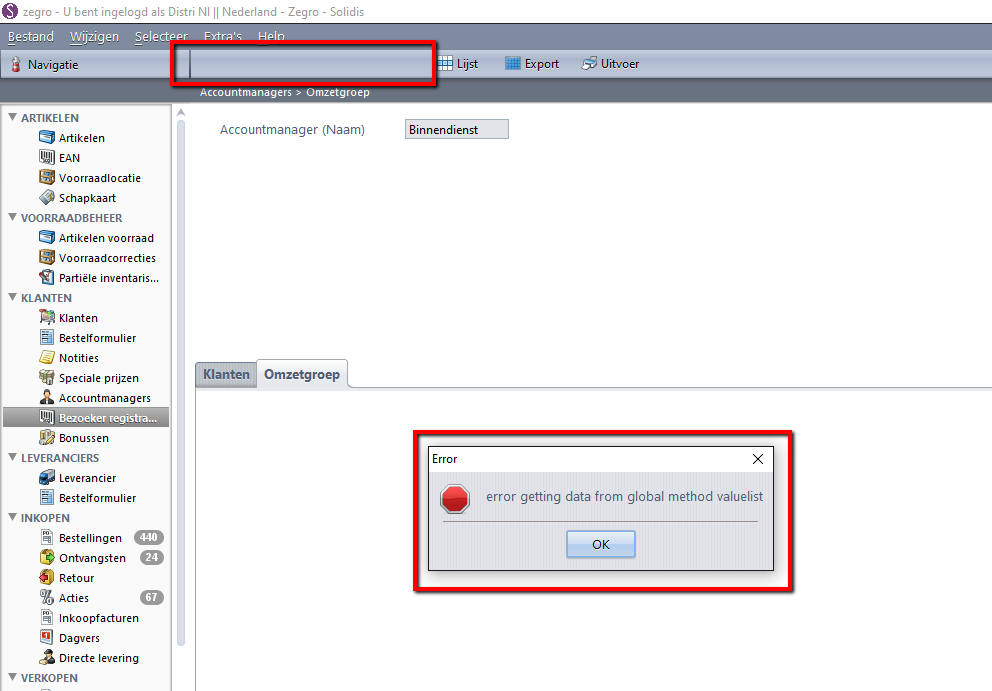 zegro - U bent ingelogd als Distri Nl || Nederland - Zegro - Solidis
Bestand Wijzigen Selecteer Extra's Help
Navigatie Lijst Export Uitvoer
Accountmanagers > Omzetgroep
ARTIKELEN
Artikelen
EAN
Voorraadlocatie
Schapkaart
VOORRAADBEHEER
Artikelen voorraad
Voorraadcorrecties
Partiële inventaris...
KLANTEN
Klanten
Bestelformulier
Notities
Speciale prijzen
Accountmanagers
Bezoeker registra...
Bonussen
LEVERANCIERS
Leverancier
Bestelformulier
INKOPEN
Bestellingen 440
Ontvangsten 24
Retour
Acties 67
Inkoopfacturen
Dagvers
Directe levering
VERKOPEN
Accountmanager (Naam) Binnendienst
Klanten Omzetgroep
Error
error getting data from global method valuelist
OK